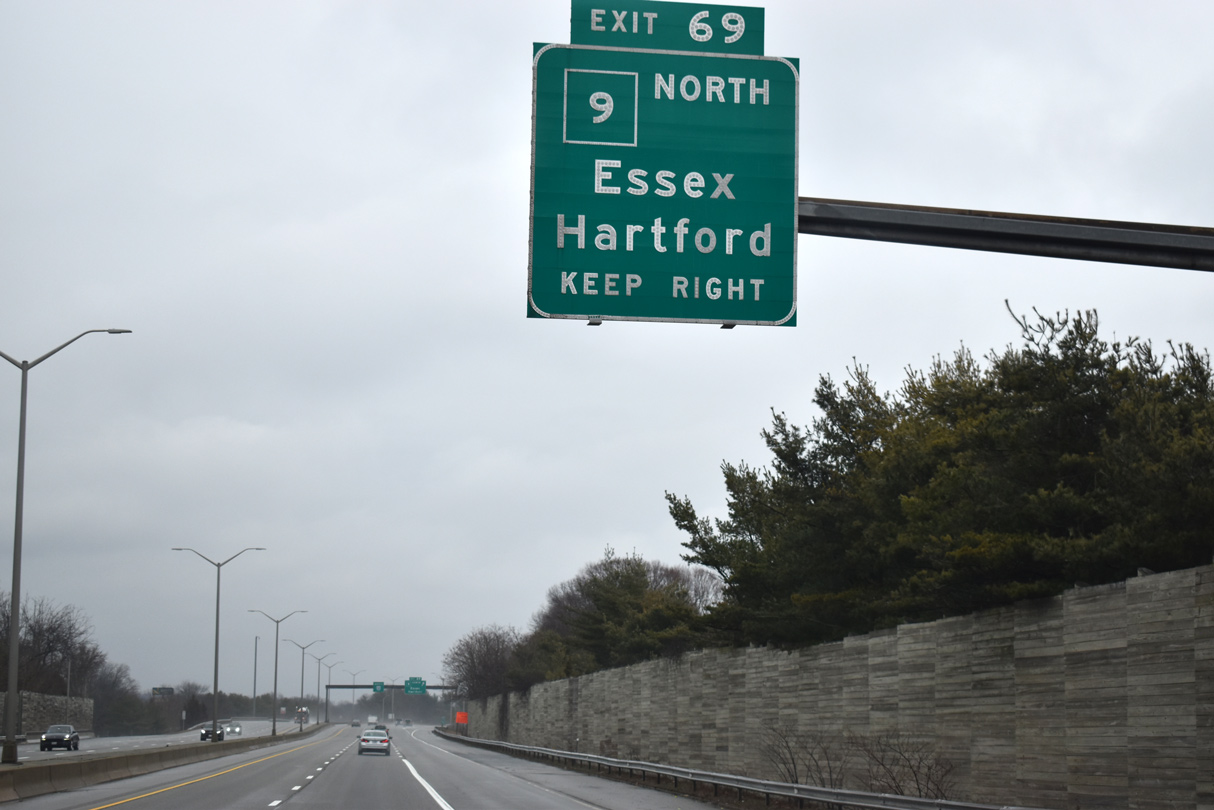 EXIT 69
9 NORTH
Essex
Hartford
KEEP RIGHT